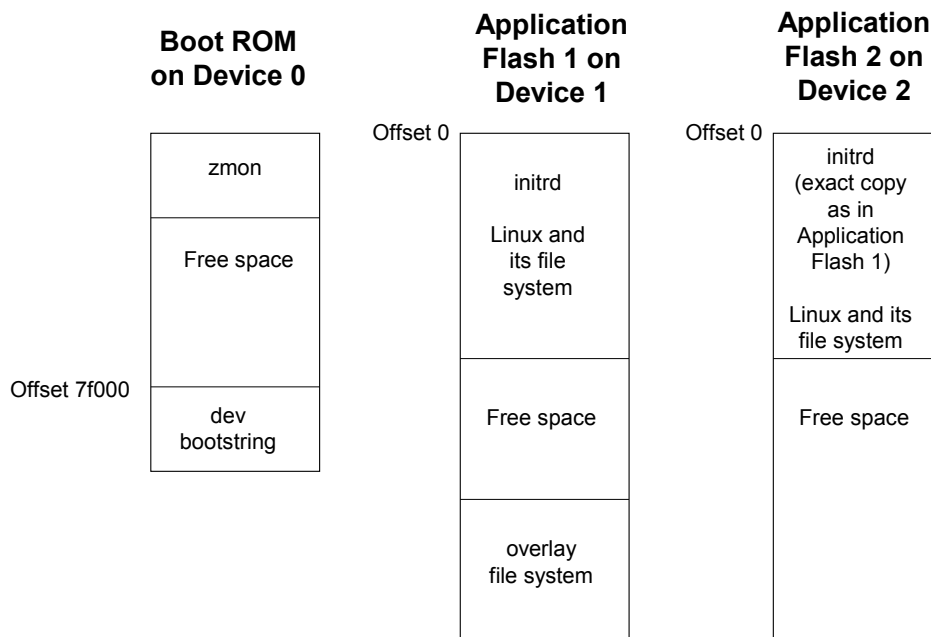 Boot ROM
on Device 0
Application
Flash 1 on
Device 1
Application
Flash 2 on
Device 2
Offset 0
Offset 0
zmon
Free space
Offset 7f000
dev
bootstring
initrd
Linux and
its file
system
Free space
overlay
file system
initrd
(exact copy
as in
Application
Flash 1)
Linux and its
file system
Free space